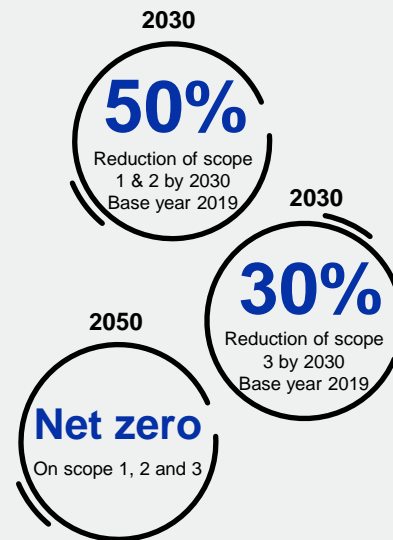 2030
50%
Reduction of scope
1 & 2 by 2030
Base year 2019
2030
30%
Reduction of scope
3 by 2030
Base year 2019
2050
Net zero
On scope 1, 2 and 3